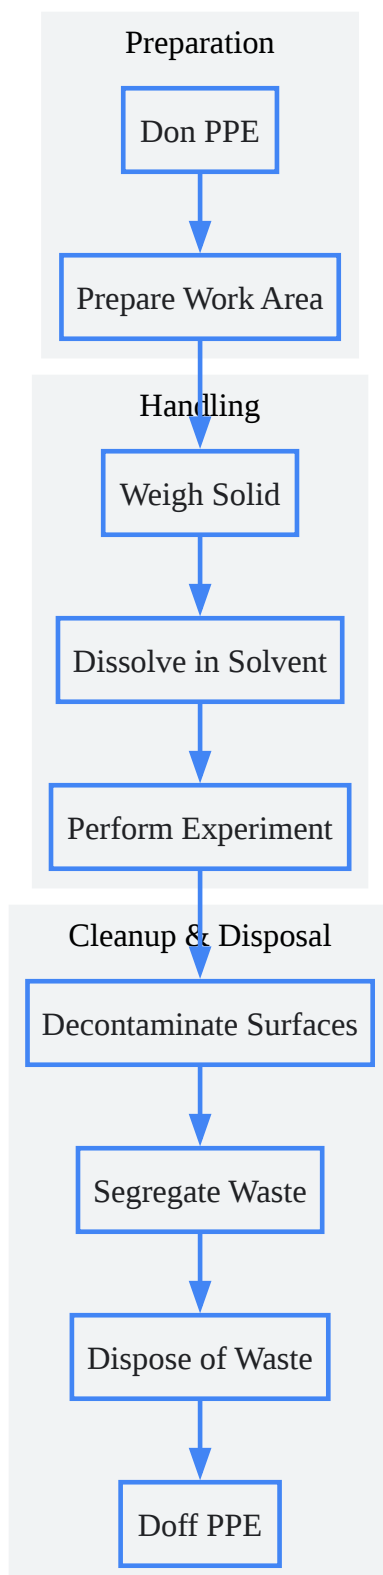 Preparation
Don PPE
Prepare Work Area
Handling
Weigh Solid
Dissolve in Solvent
Perform Experiment
Cleanup & Disposal
Decontaminate Surfaces
Segregate Waste
Dispose of Waste
Doff PPE